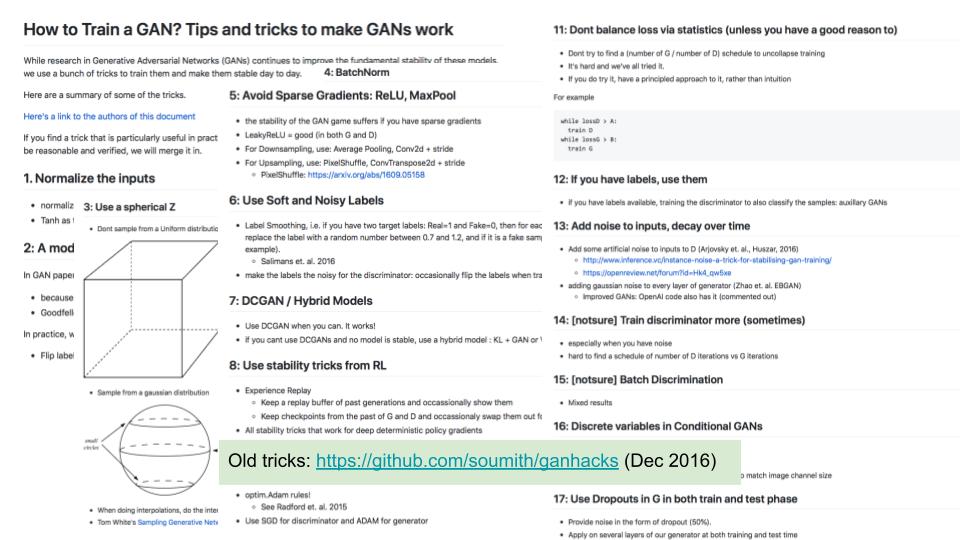 How to Train a GAN? Tips and tricks to make GANs work
While research in Generative Adversarial Networks (GANs) continues to improve the fundamental stability of these models,
we use a bunch of tricks to train them and make them stable day to day.
Here are a summary of some of the tricks.
Here's a link to the authors of this document
If you find a trick that is particularly useful in pract
be reasonable and verified, we will merge it in.
1. Normalize the inputs
normaliz
Tanh as
2: A mod
In GAN paper
because
Goodfell
In practice, w
Flip label
3: Use a spherical Z
Dont sample from a Uniform distributic
Sample from a gaussian distribution
small
circles
When doing interpolations, do the inter
Tom White's Sampling Generative Netw
4: BatchNorm
5: Avoid Sparse Gradients: ReLU, MaxPool
the stability of the GAN game suffers if you have sparse gradients
LeakyReLU = good (in both G and D)
For Downsampling, use: Average Pooling, Conv2d + stride
For Upsampling, use: PixelShuffle, ConvTranspose2d + stride
PixelShuffle: https://arxiv.org/abs/1609.05158
6: Use Soft and Noisy Labels
Label Smoothing, i.e. if you have two target labels: Real=1 and Fake=0, then for eac
replace the label with a random number between 0.7 and 1.2, and if it is a fake sam
example).
Salimans et. al. 2016
make the labels the noisy for the discriminator: occasionally flip the labels when tra
7: DCGAN / Hybrid Models
Use DCGAN when you can. It works!
if you cant use DCGANs and no model is stable, use a hybrid model : KL + GAN or
8: Use stability tricks from RL
Experience Replay
Keep a replay buffer of past generations and occassionally show them
Keep checkpoints from the past of G and D and occassionaly swap them out fo
All stability tricks that work for deep deterministic policy gradients
Old tricks: https://github.com/soumith/ganhacks (Dec 2016)
optim.Adam rules!
See Radford et. al. 2015
Use SGD for discriminator and ADAM for generator
11: Dont balance loss via statistics (unless you have a good reason to)
Dont try to find a (number of G / number of D) schedule to uncollapse training
It's hard and we've all tried it.
If you do try it, have a principled approach to it, rather than intuition
For example
while lossD > A:
train D
while lossG > B:
train G
12: If you have labels, use them
if you have labels available, training the discriminator to also classify the samples: auxillary GANs
13: Add noise to inputs, decay over time
Add some artificial noise to inputs to D (Arjovsky et. al., Huszar, 2016)
http://www.inference.vc/instance-noise-a-trick-for-stabilising-gan-training/
https://openreview.net/forum?id=Hk4_qw5xe
adding gaussian noise to every layer of generator (Zhao et. al. EBGAN)
Improved GANs: OpenAI code also has it (commented out)
14: [notsure] Train discriminator more (sometimes)
especially when you have noise
hard to find a schedule of number of D iterations vs G iterations
15: [notsure] Batch Discrimination
Mixed results
16: Discrete variables in Conditional GANs
match image channel size
17: Use Dropouts in G in both train and test phase
Provide noise in the form of dropout (50%).
Apply on several layers of our generator at both training and test time